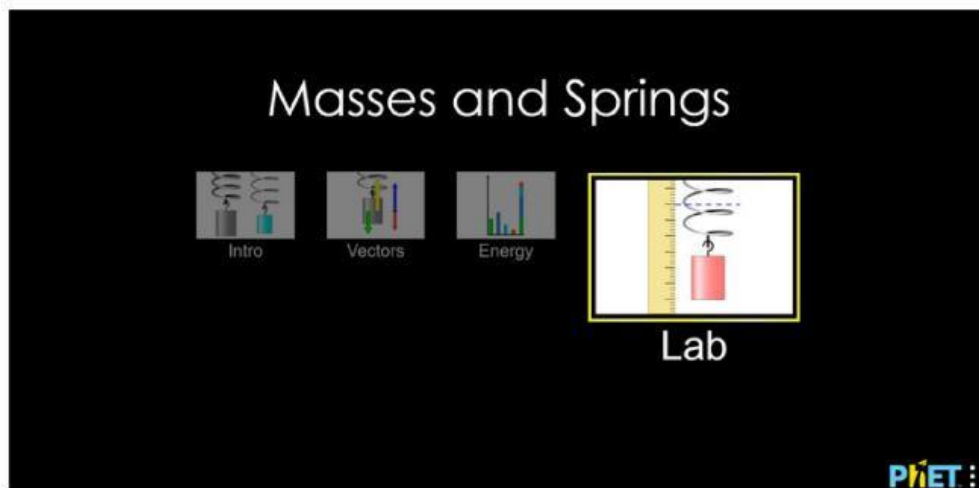 Masses and Springs
Intro
Vectors
Energy
Lab
PhET